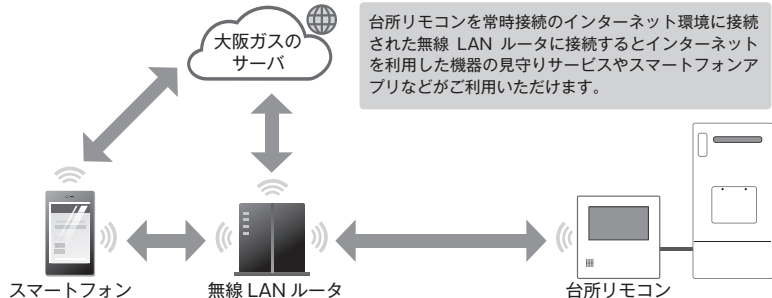 大阪ガスの
サーバ
台所リモコンを常時接続のインターネット環境に接続
された無線 LAN ルータに接続するとインターネット
を利用した機器の見守りサービスやスマートフォンア
プリなどがご利用いただけます。
スマートフォン
無線 LAN ルータ
台所リモコン